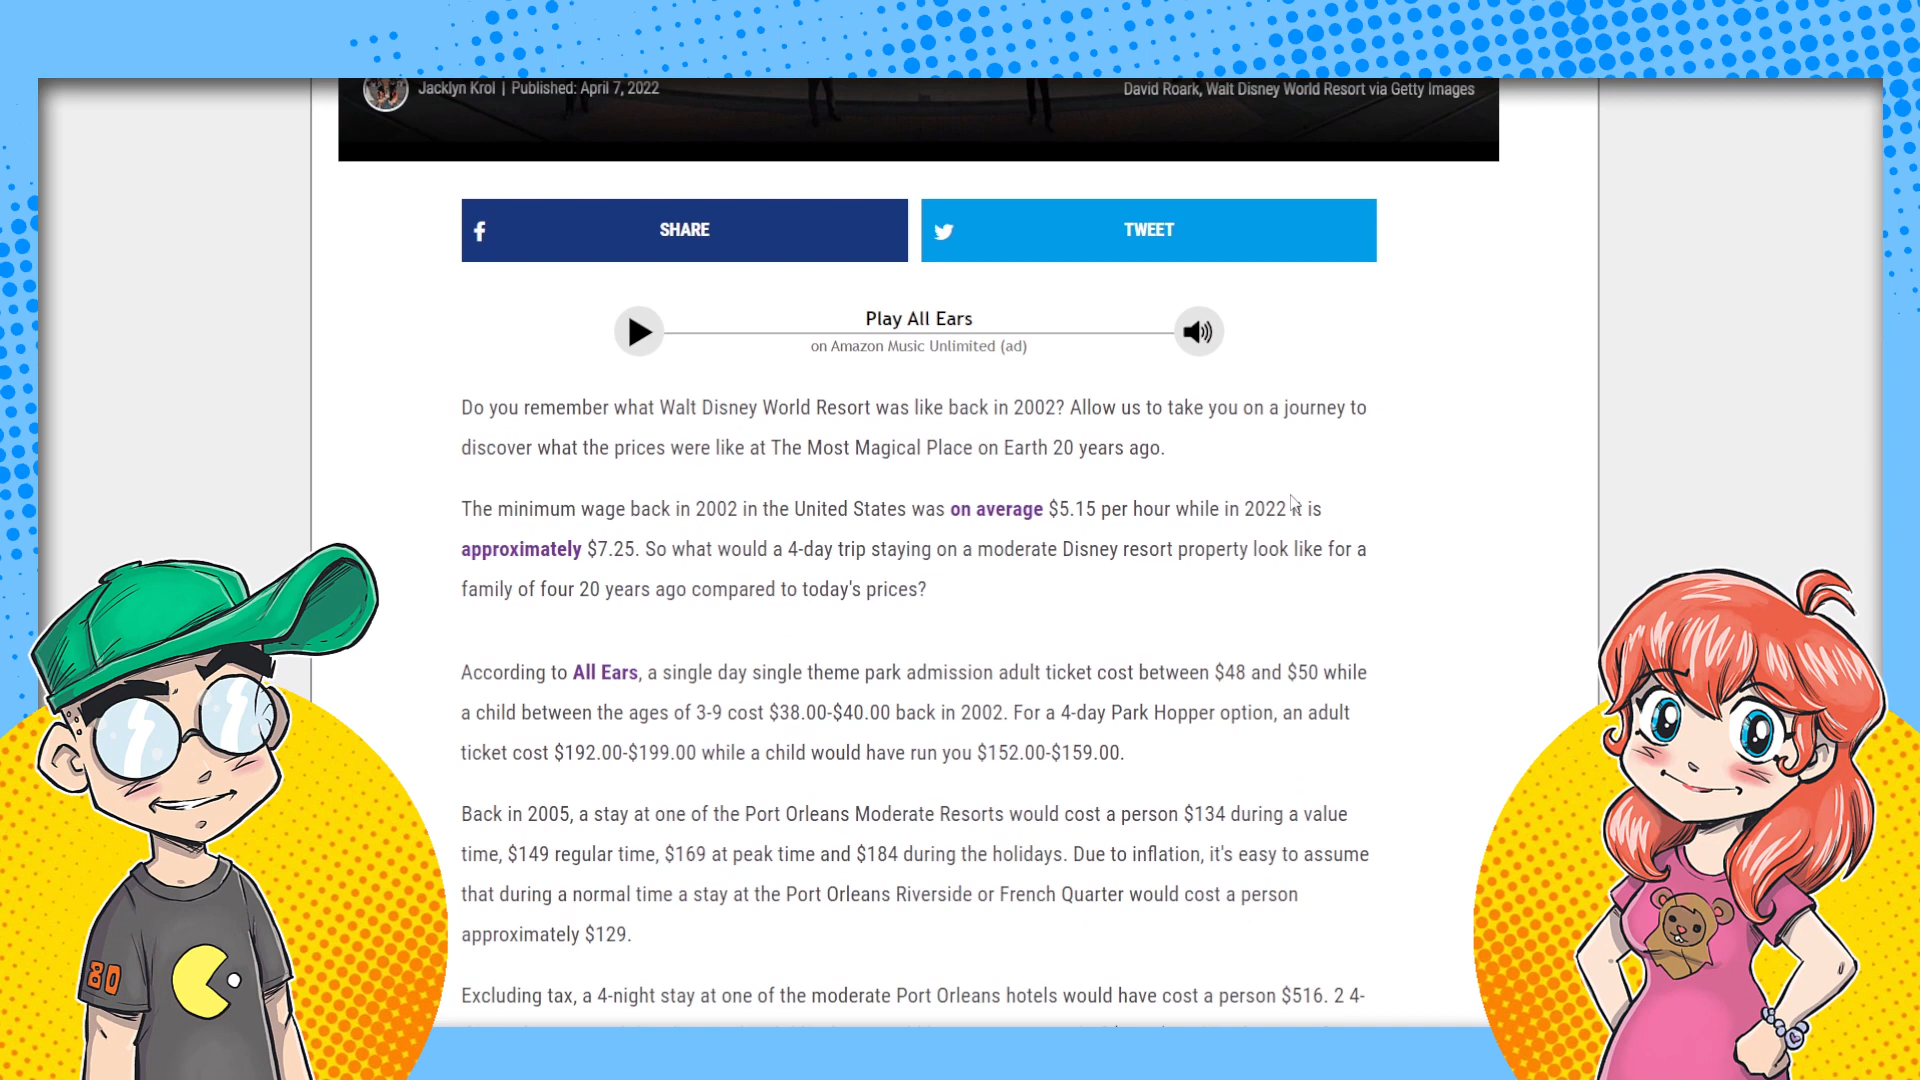 Jacklyn Krol | Published: April 7, 2022
David Roark, Walt Disney World Resort via Getty Images
SHARE
TWEET
Play All Ears
on Amazon Music Unlimited (ad)
Do you remember what Walt Disney World Resort was like back in 2002? Allow us to take you on a journey to
discover what the prices were like at The Most Magical Place on Earth 20 years ago.
The minimum wage back in 2002 in the United States was on average $5.15 per hour while in 2022 it is
approximately $7.25. So what would a 4-day trip staying on a moderate Disney resort property look like for a
family of four 20 years ago compared to today's prices?
According to All Ears, a single day single theme park admission adult ticket cost between $48 and $50 while
a child between the ages of 3-9 cost $38.00-$40.00 back in 2002. For a 4-day Park Hopper option, an adult
ticket cost $192.00-$199.00 while a child would have run you $152.00-$159.00.
Back in 2005, a stay at one of the Port Orleans Moderate Resorts would cost a person $134 during a value
time, $149 regular time, $169 at peak time and $184 during the holidays. Due to inflation, it's easy to assume
that during a normal time a stay at the Port Orleans Riverside or French Quarter would cost a person
approximately $129.
Excluding tax, a 4-night stay at one of the moderate Port Orleans hotels would have cost a person $516. 2 4-
80